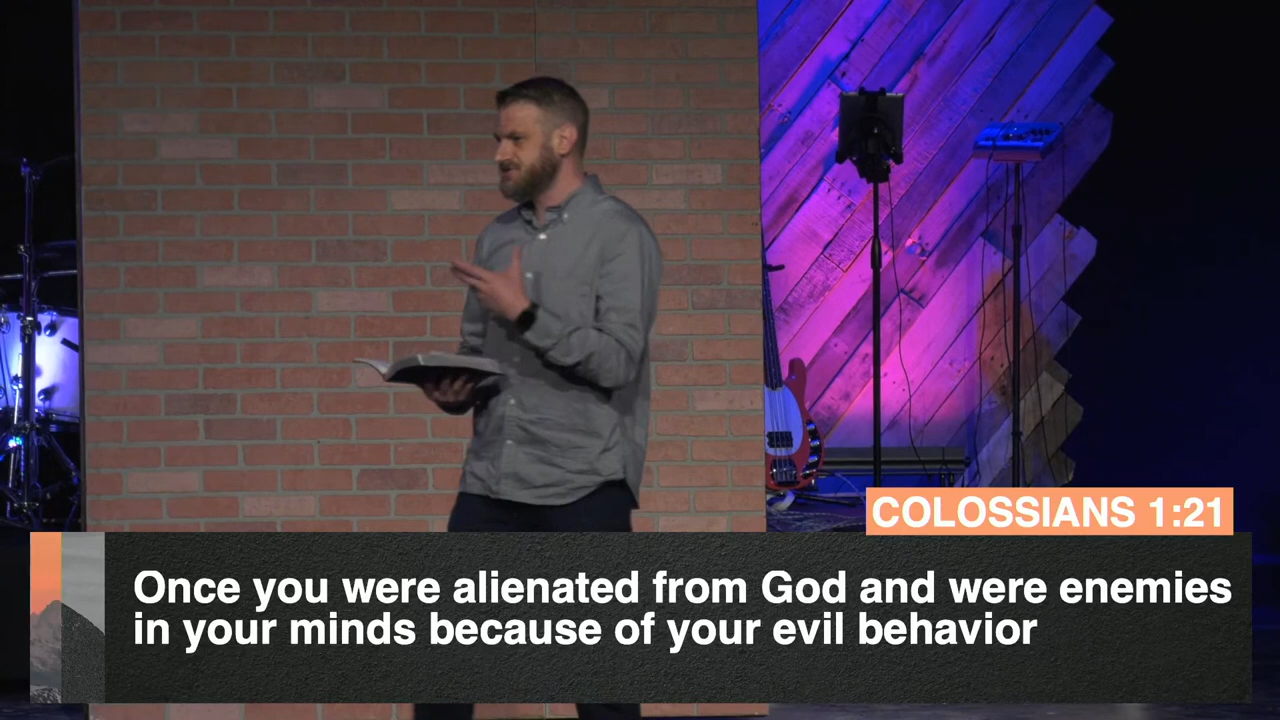 COLOSSIANS 1:21
Once you were alienated from God and were enemies
in your minds because of your evil behavior